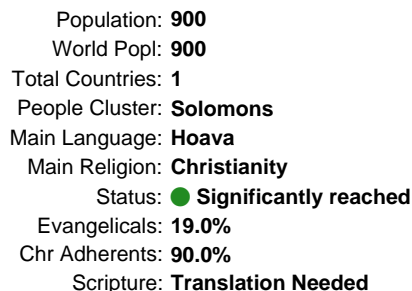 Population: 900
World Popl: 900
Total Countries: 1
People Cluster: Solomons
Main Language: Hoava
Main Religion: Christianity
Status: Significantly reached
Evangelicals: 19.0%
Chr Adherents: 90.0%
Scripture: Translation Needed